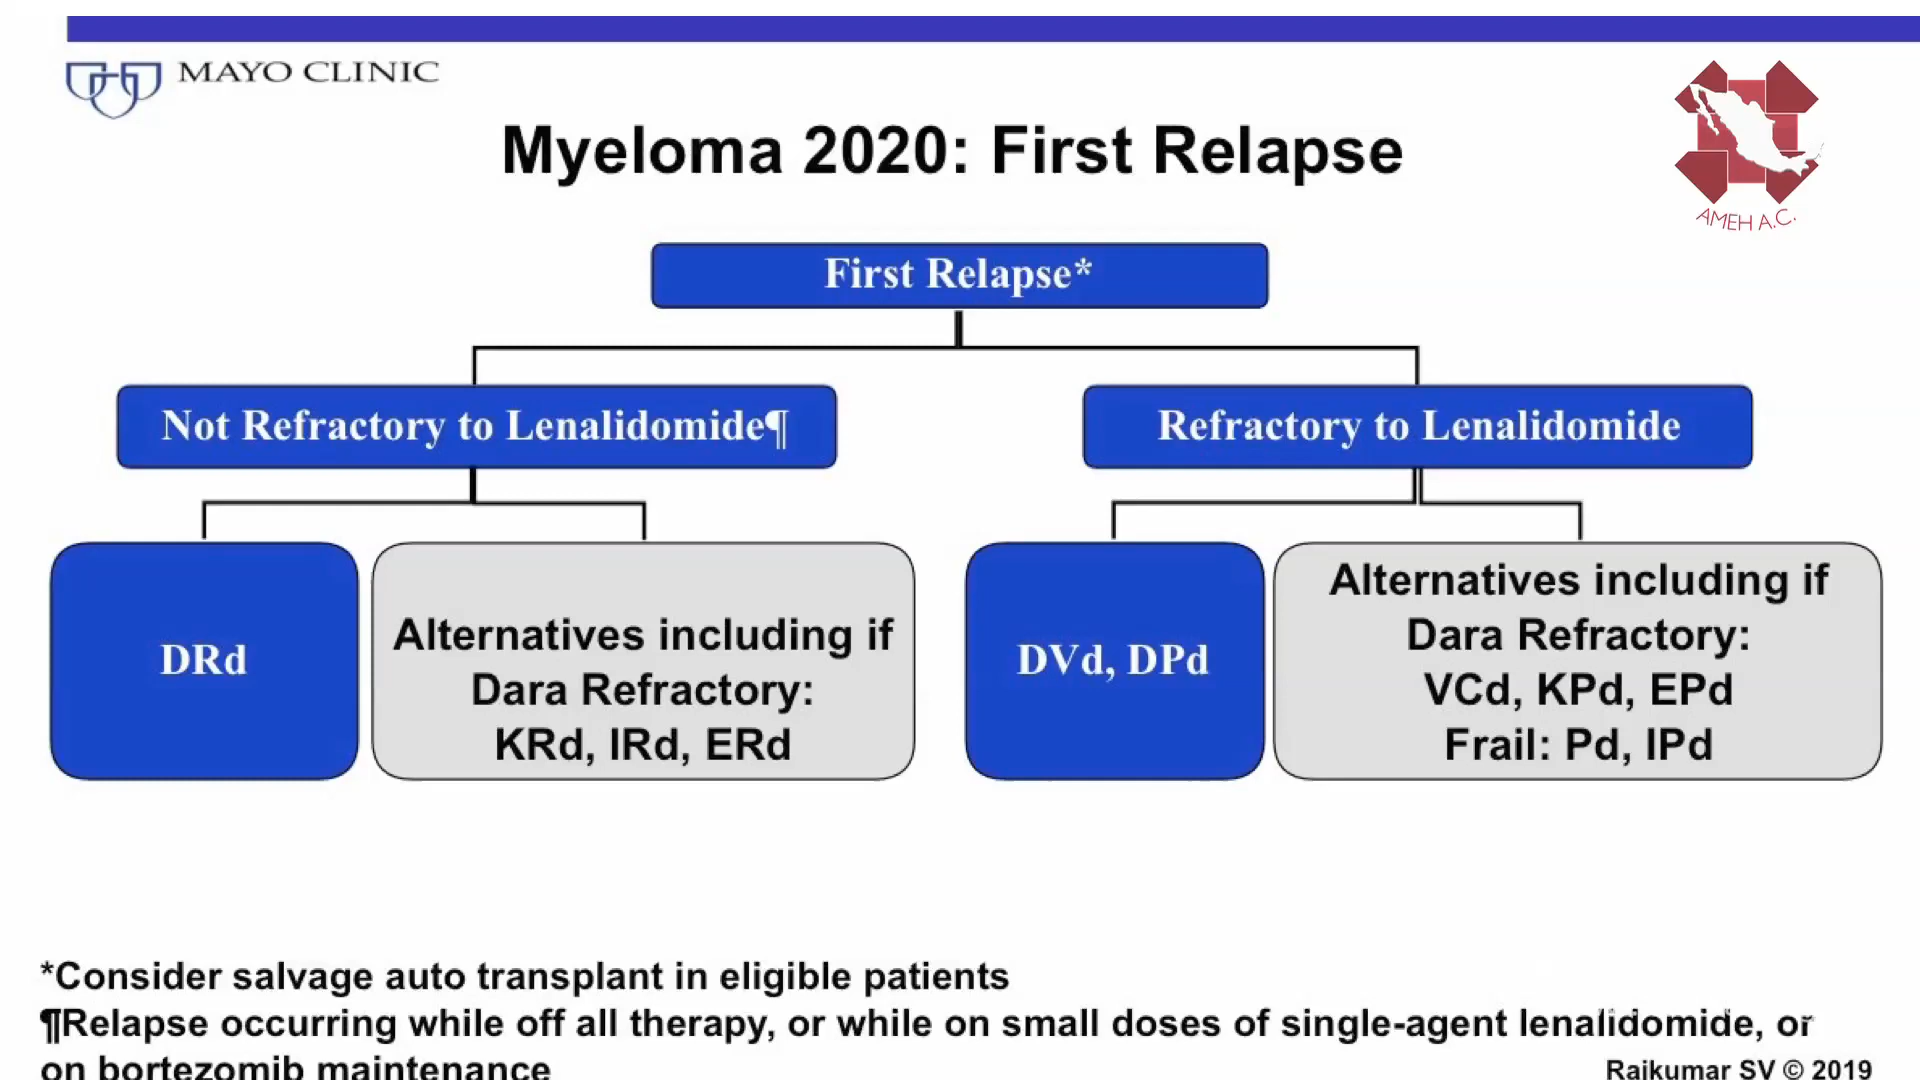 MAYO CLINIC
AMEH A.C.
Myeloma 2020: First Relapse
First Relapse*
Not Refractory to Lenalidomide¶
Refractory to Lenalidomide
DRd
Alternatives including if
Dara Refractory:
KRd, IRd, ERd
DVd, DPd
Alternatives including if
Dara Refractory:
VCd, KPd, EPd
Frail: Pd, IPd
*Consider salvage auto transplant in eligible patients
¶Relapse occurring while off all therapy, or while on small doses of single-agent lenalidomide, or
on bortezomib maintenance
Rajkumar SV © 2019